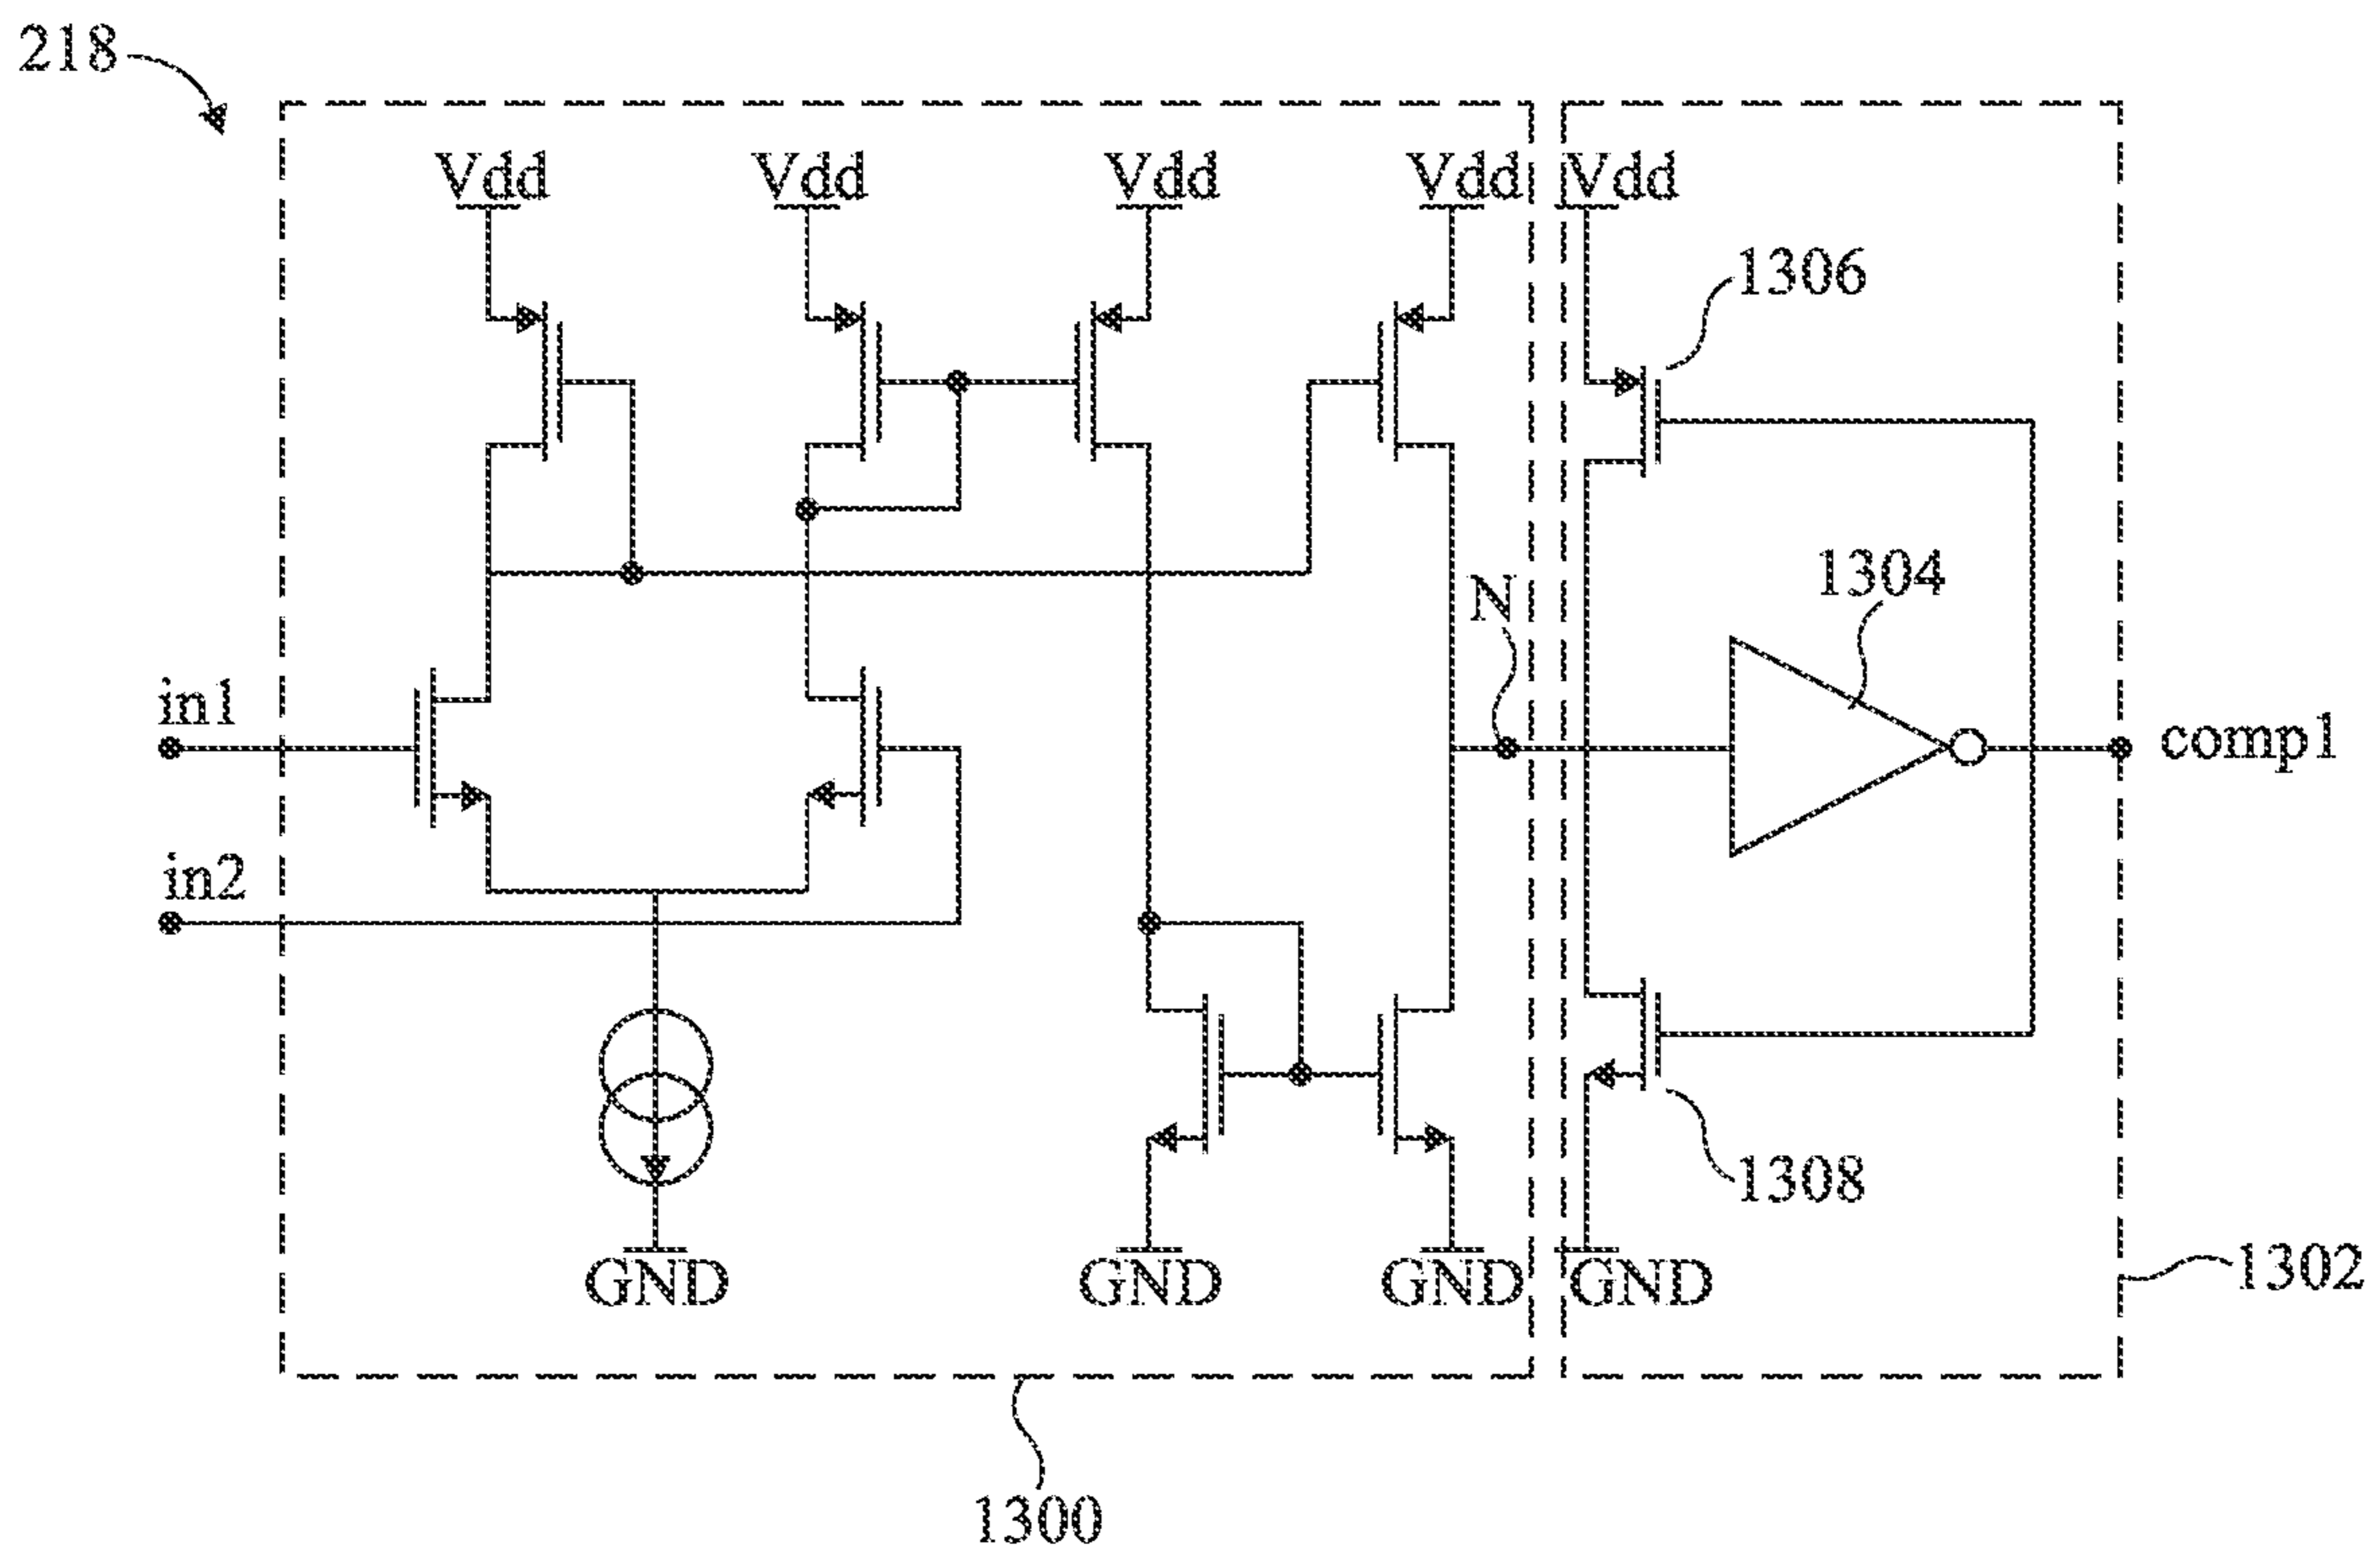 218
Vdd
Vdd
Vdd
Vdd
Vdd
1306
1304
N
in1
comp1
in2
1308
GND
GND
GND
GND
1302
1300